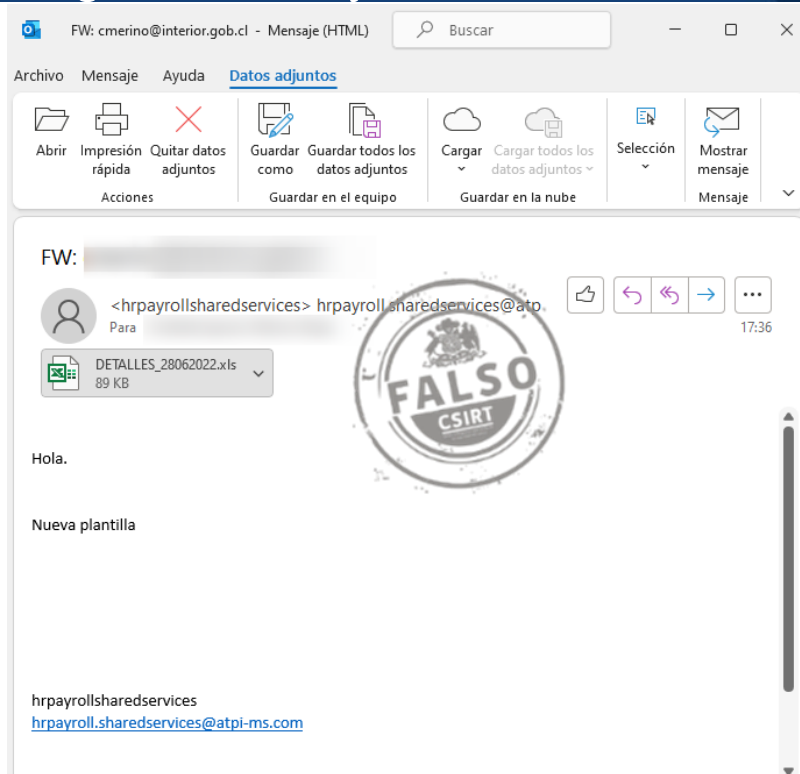 FW: cmerino@interior.gob.cl - Mensaje (HTML)
Buscar
Archivo Mensaje Ayuda Datos adjuntos
Abrir
Impresión rápida
Quitar datos adjuntos
Acciones
Guardar como
Guardar todos los datos adjuntos
Guardar en el equipo
Cargar
Cargar todos los datos adjuntos
Guardar en la nube
Selección
Mostrar mensaje
Mensaje
FW:
<hrpayrollsharedservices> hrpayroll.sharedservices@atp
Para
17:36
DETALLES_28062022.xls
89 KB
FALSO
CSIRT
Hola.
Nueva plantilla
hrpayrollsharedservices
hrpayroll.sharedservices@atpi-ms.com